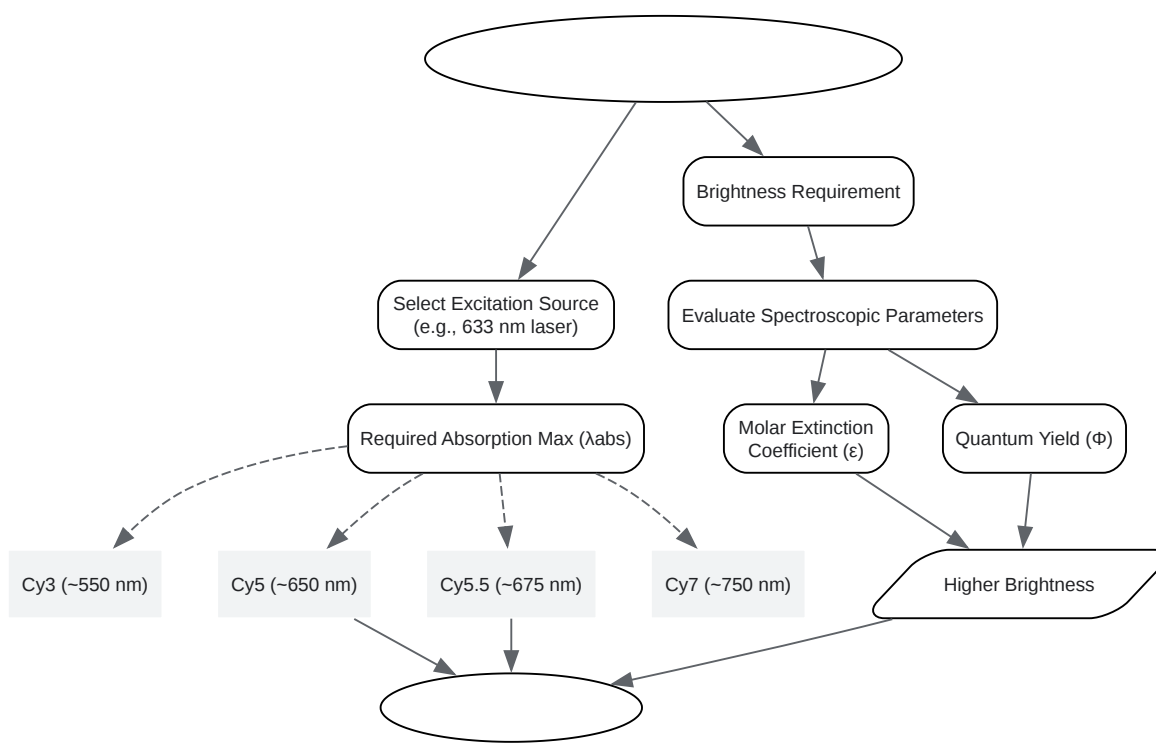 Brightness Requirement
Select Excitation Source
(e.g., 633 nm laser)
Evaluate Spectroscopic Parameters
Required Absorption Max (λabs)
Molar Extinction
Coefficient (ε)
Quantum Yield (Φ)
Cy3 (~550 nm)
Cy5 (~650 nm)
Cy5.5 (~675 nm)
Cy7 (~750 nm)
Higher Brightness